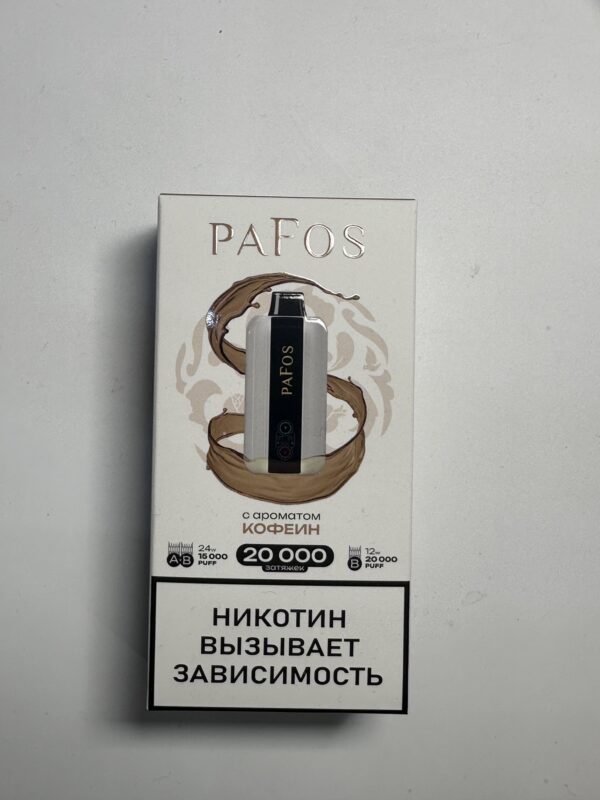 PAFOS
PAFOS
с ароматом
КОФЕИН
A+B
24w
15 000
PUFF
20 000
затяжек
B
12w
20 000
PUFF
НИКОТИН
ВЫЗЫВАЕТ
ЗАВИСИМОСТЬ